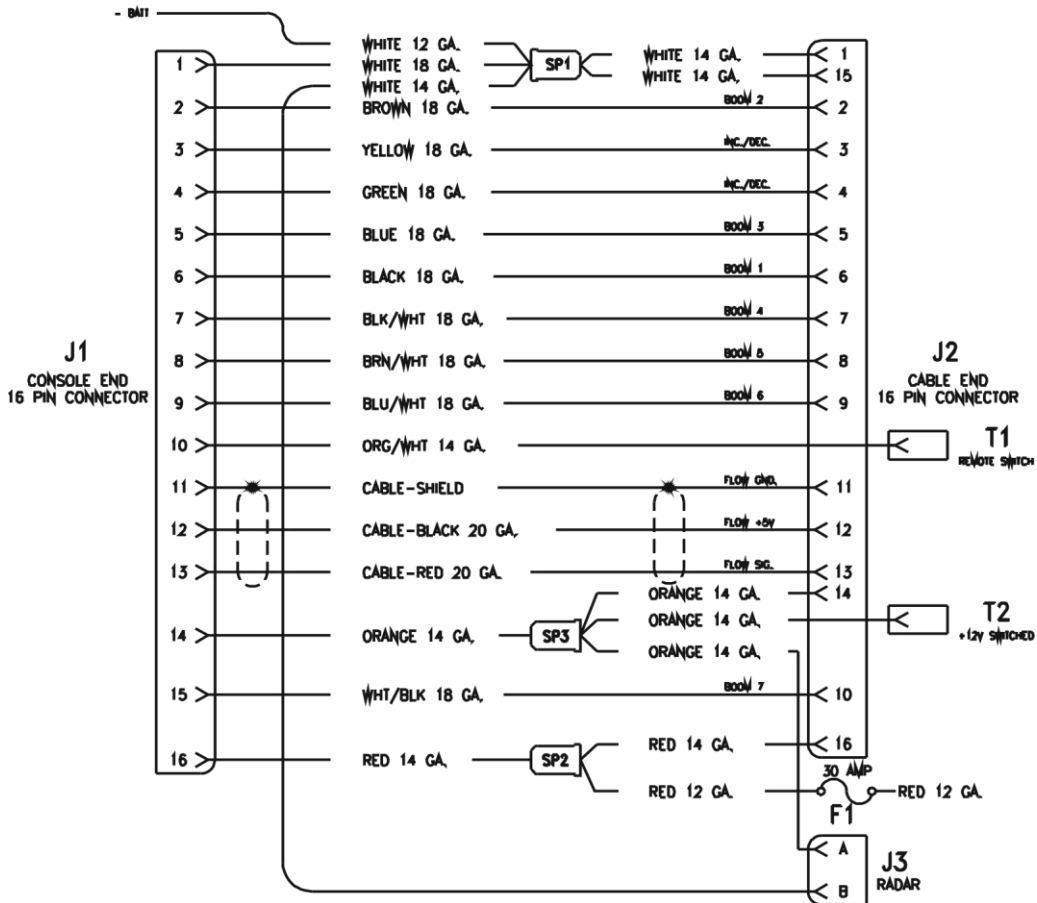 - BATT
WHITE 12 GA.
1 WHITE 18 GA. SP1 WHITE 14 GA. 1
WHITE 14 GA. WHITE 14 GA. 15
2 BROWN 18 GA. BOOM 2 2
3 YELLOW 18 GA. INC./DEC. 3
4 GREEN 18 GA. INC./DEC. 4
5 BLUE 18 GA. BOOM 3 5
6 BLACK 18 GA. BOOM 1 6
7 BLK/WHT 18 GA. BOOM 4 7
J1
CONSOLE END
16 PIN CONNECTOR
8 BRN/WHT 18 GA. BOOM 5 8
J2
CABLE END
16 PIN CONNECTOR
9 BLU/WHT 18 GA. BOOM 6 9
10 ORG/WHT 14 GA. T1
REMOTE SWITCH
11 CABLE-SHIELD FLOW GND. 11
12 CABLE-BLACK 20 GA. FLOW +5V 12
13 CABLE-RED 20 GA. FLOW SIG. 13
ORANGE 14 GA. 14
ORANGE 14 GA. T2
+12V SWITCHED
14 ORANGE 14 GA. SP3
ORANGE 14 GA.
15 WHT/BLK 18 GA. BOOM 7 10
RED 14 GA. 16
16 RED 14 GA. SP2
30 AMP
RED 12 GA. RED 12 GA.
F1
A
J3
RADAR
B